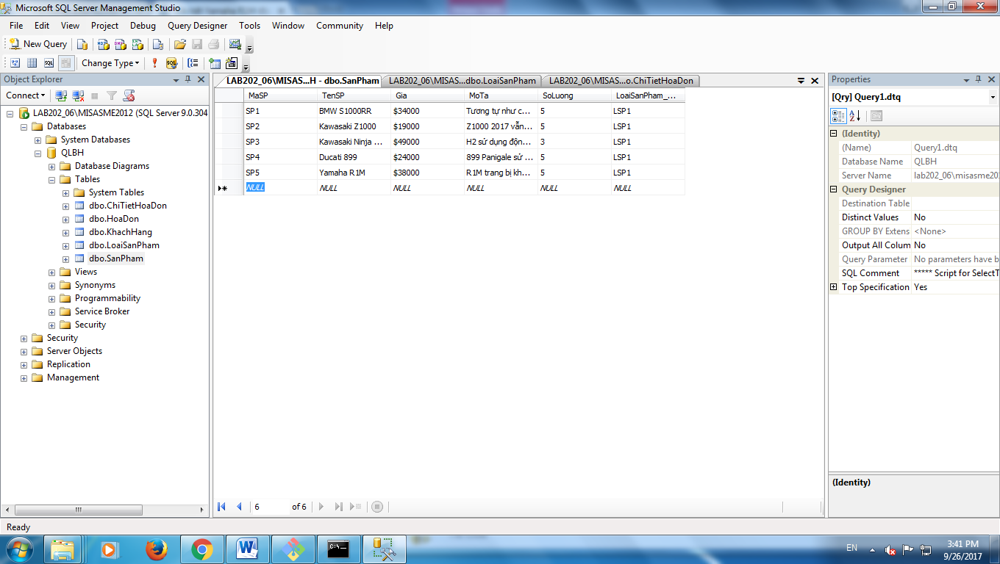 Microsoft SQL Server Management Studio
File Edit View Project Debug Query Designer Tools Window Community Help
New Query
Change Type
Object Explorer
Connect
LAB202_06\MISASME2012 (SQL Server 9.0.304
Databases
System Databases
QLBH
Database Diagrams
Tables
System Tables
dbo.ChiTietHoaDon
dbo.HoaDon
dbo.KhachHang
dbo.LoaiSanPham
dbo.SanPham
Views
Synonyms
Programmability
Service Broker
Security
Security
Server Objects
Replication
Management
LAB202_06\MISAS...H - dbo.SanPham LAB202_06\MISAS...dbo.LoaiSanPham LAB202_06\MISAS...o.ChiTietHoaDon
MaSP TenSP Gia MoTa SoLuong LoaiSanPham_...
SP1 BMW S1000RR $34000 Tương tự như c... 5 LSP1
SP2 Kawasaki Z1000 $19000 Z1000 2017 vẫn... 5 LSP1
SP3 Kawasaki Ninja ... $49000 H2 sử dụng độn... 3 LSP1
SP4 Ducati 899 $24000 899 Panigale sử ... 5 LSP1
SP5 Yamaha R1M $38000 R1M trang bị kh... 5 LSP1
NULL NULL NULL NULL NULL NULL
6 of 6
Properties
[Qry] Query1.dtq
(Identity)
(Name) Query1.dtq
Database Name QLBH
Server Name lab202_06\misasme20
Query Designer
Destination Table
Distinct Values No
GROUP BY Extens <None>
Output All Colum No
Query Parameter No parameters have b
SQL Comment ***** Script for SelectT
Top Specification Yes
(Identity)
Ready
EN
3:41 PM
9/26/2017